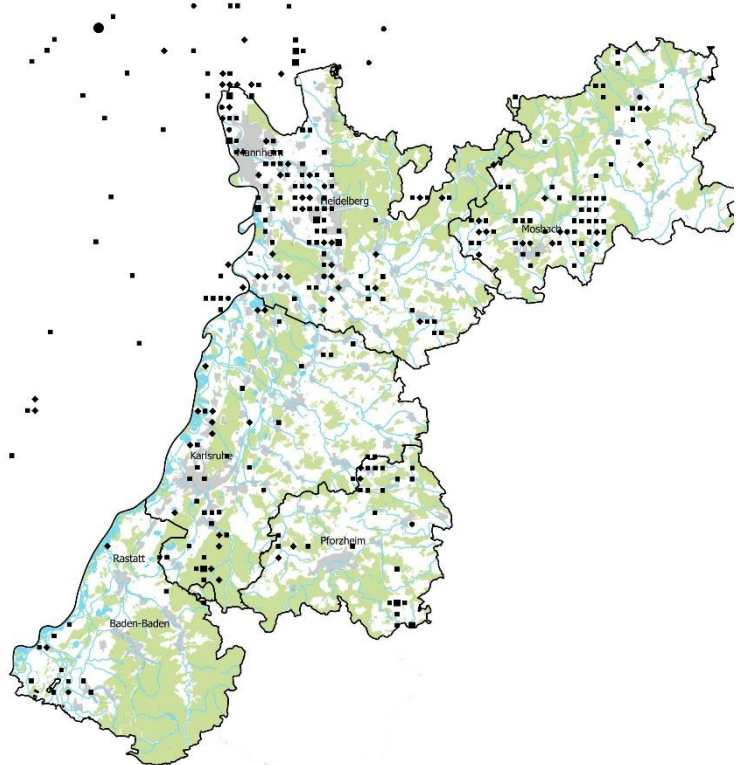 Mannheim
Heidelberg
Mosbach
Karlsruhe
Pforzheim
Rastatt
Baden-Baden